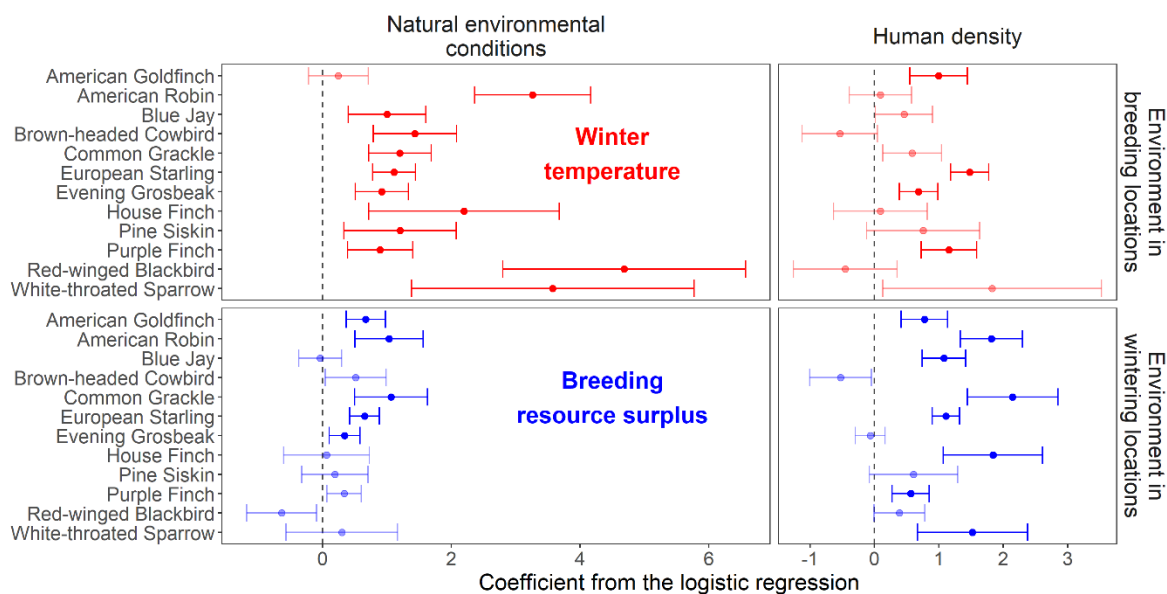 Natural environmental
conditions
Human density
American Goldfinch
American Robin
Blue Jay
Brown-headed Cowbird
Common Grackle
European Starling
Evening Grosbeak
House Finch
Pine Siskin
Purple Finch
Red-winged Blackbird
White-throated Sparrow
Winter
temperature
Environment in
breeding locations
American Goldfinch
American Robin
Blue Jay
Brown-headed Cowbird
Common Grackle
European Starling
Evening Grosbeak
House Finch
Pine Siskin
Purple Finch
Red-winged Blackbird
White-throated Sparrow
Breeding
resource surplus
Environment in
wintering locations
0 2 4 6
-1 0 1 2 3
Coefficient from the logistic regression